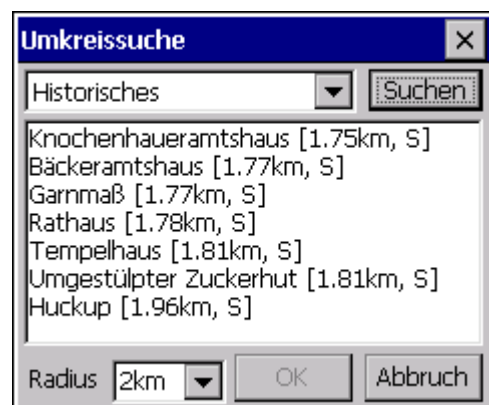 Umkreissuche
Historisches Suchen
Knochenhaueramtshaus [1.75km, S]
Bäckeramtshaus [1.77km, S]
Garnmaß [1.77km, S]
Rathaus [1.78km, S]
Tempelhaus [1.81km, S]
Umgestülpter Zuckerhut [1.81km, S]
Huckup [1.96km, S]
Radius 2km OK Abbruch